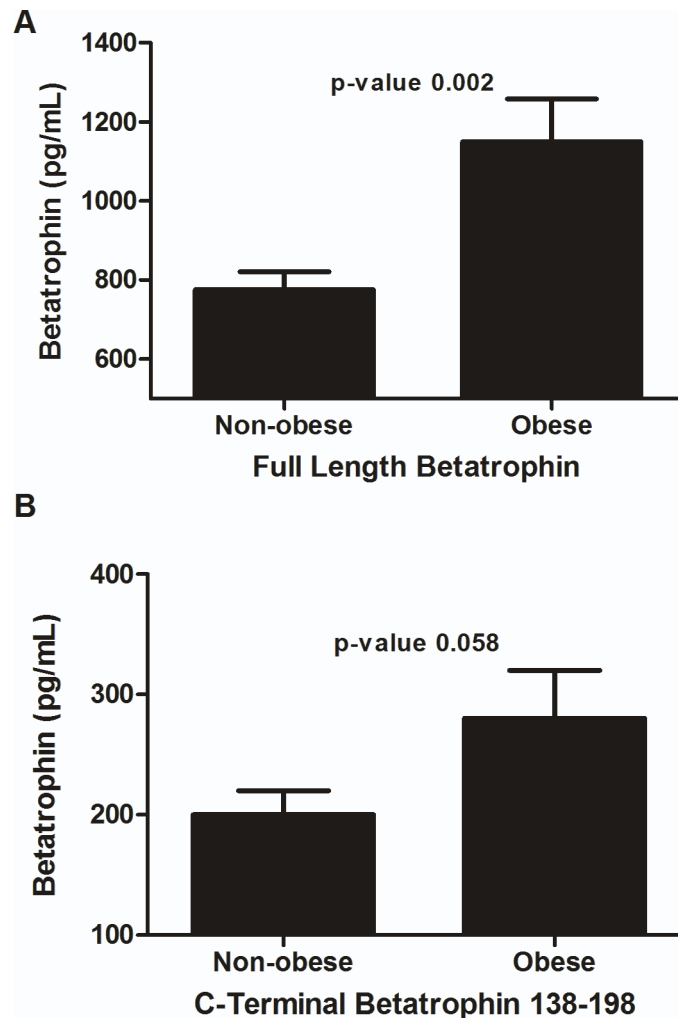 A
1400
p-value 0.002
1200
1000
800
600
Betatrophin (pg/mL)
Non-obese Obese
Full Length Betatrophin
B
400
p-value 0.058
300
200
100
Betatrophin (pg/mL)
Non-obese Obese
C-Terminal Betatrophin 138-198